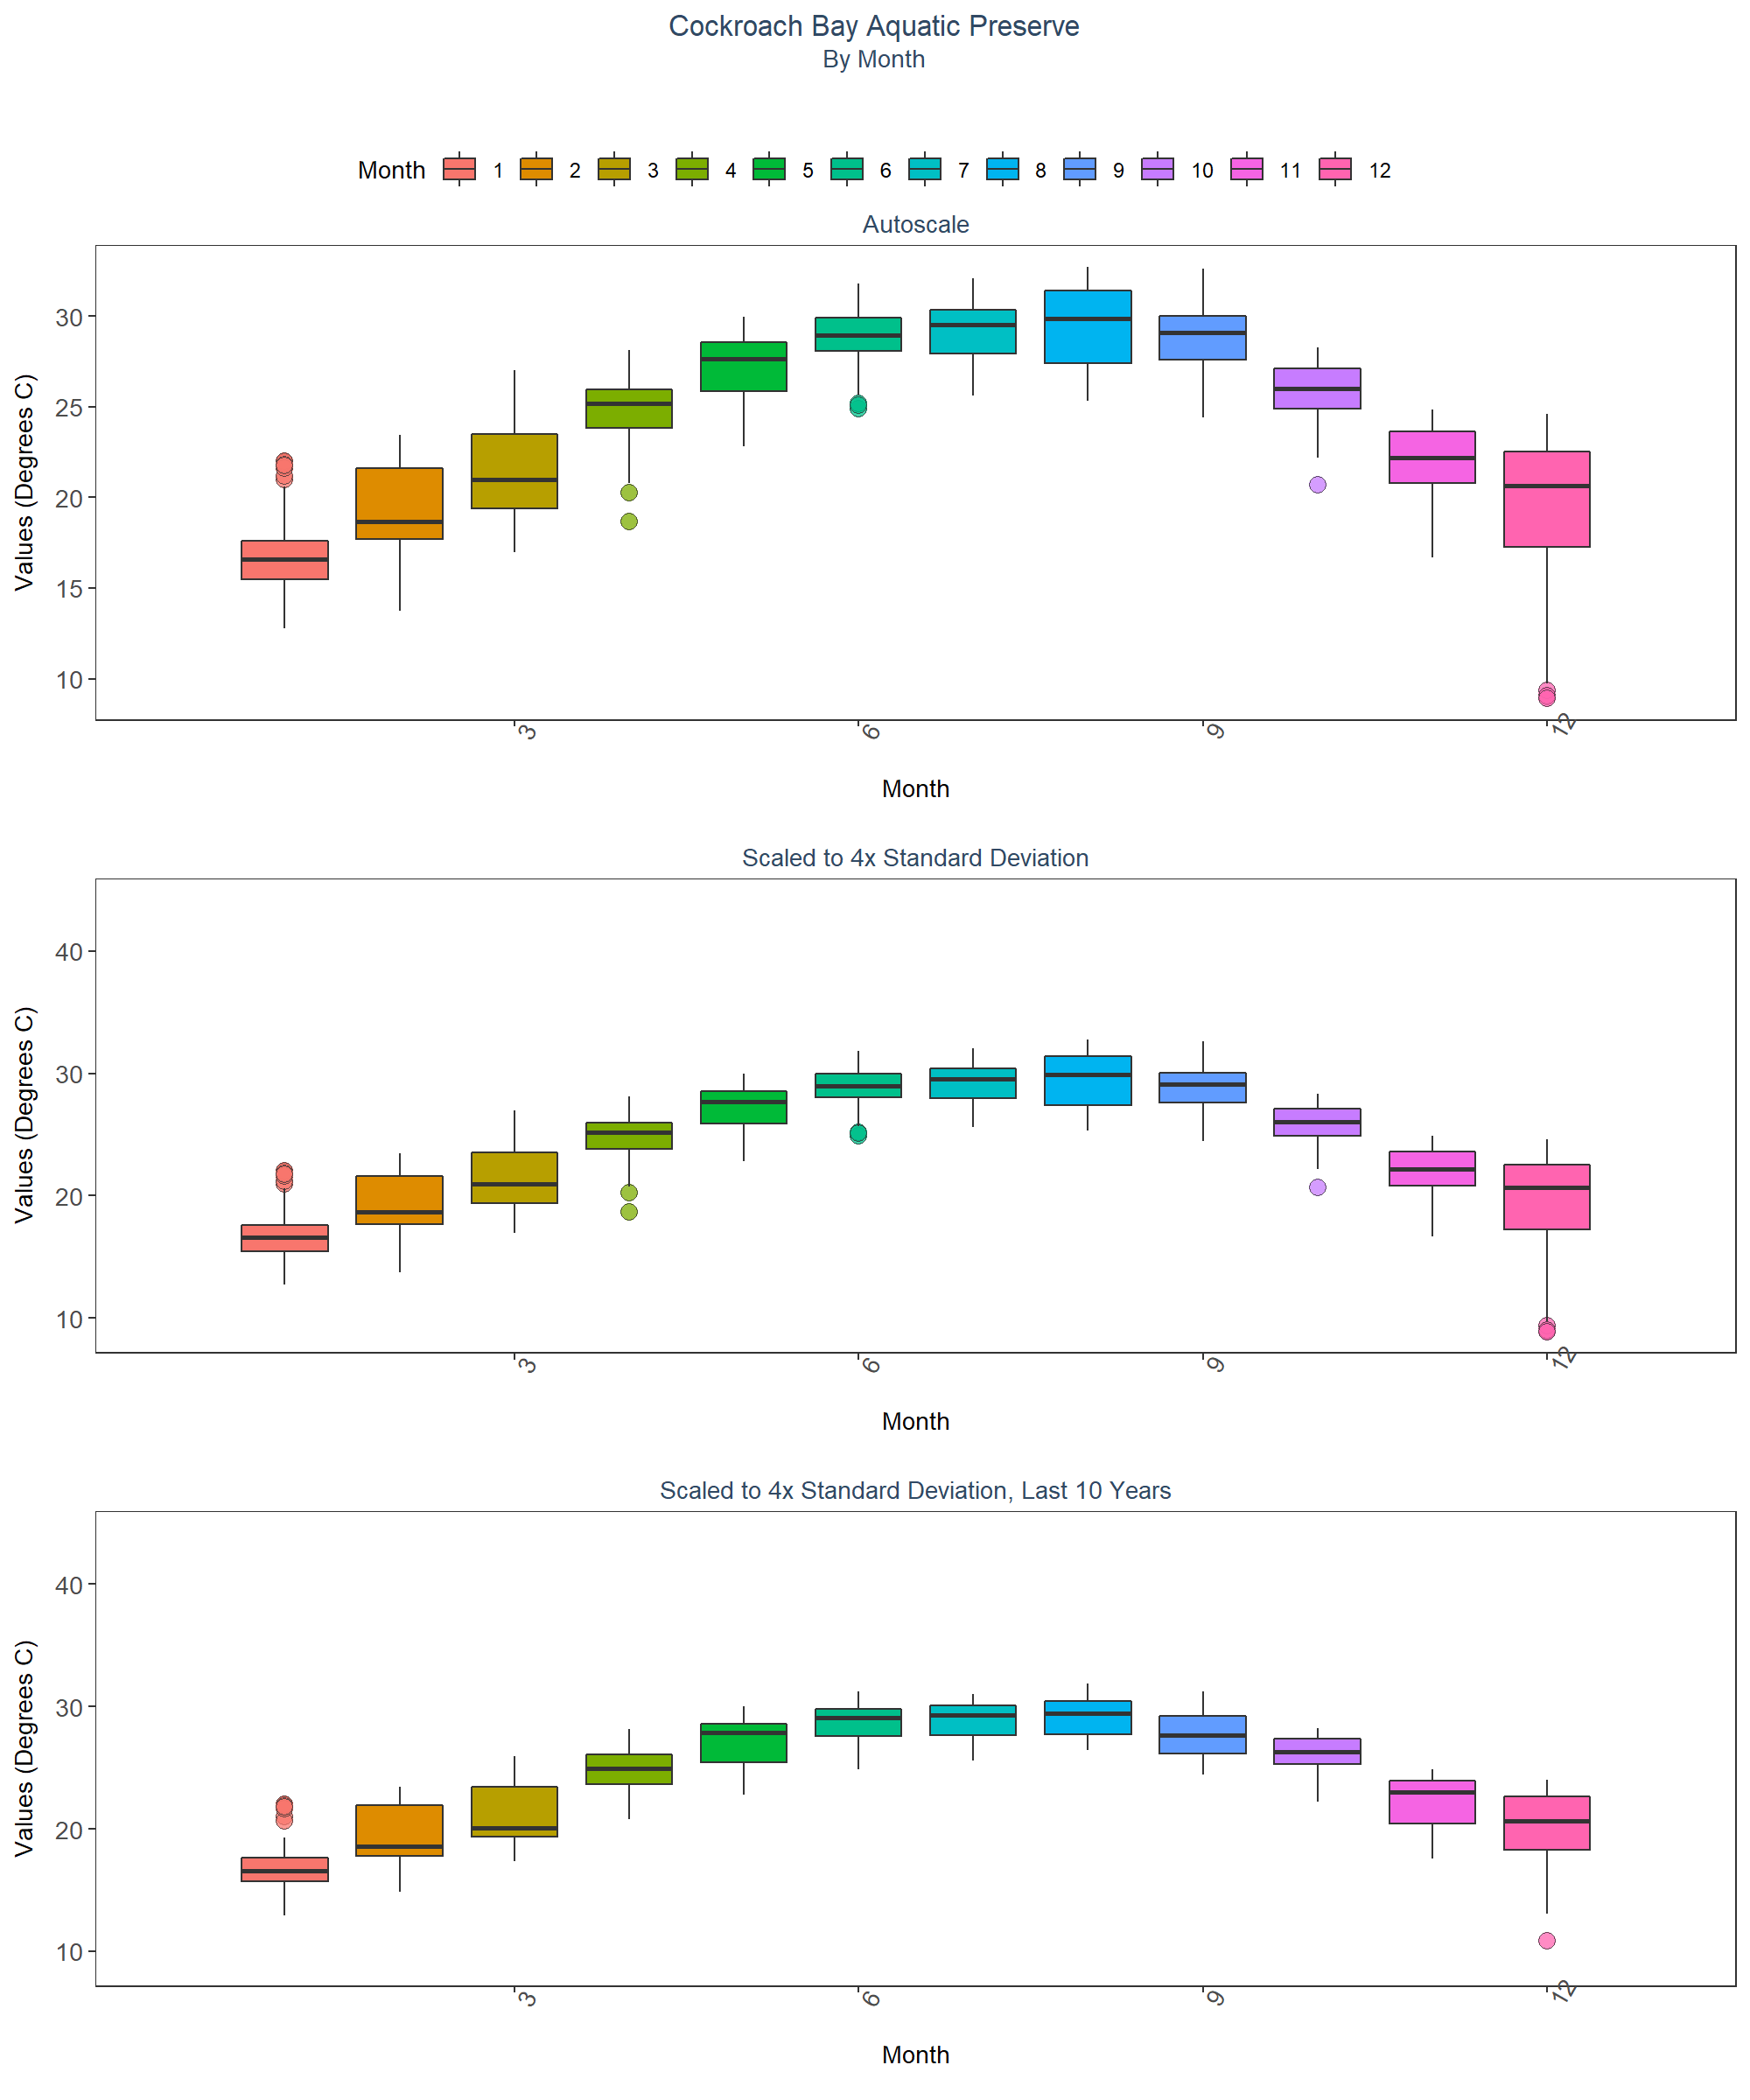 Cockroach Bay Aquatic Preserve
By Month
Month 1 2 3 4 5 6 7 8 9 10 11 12
Autoscale
Values (Degrees C)
30
25
20
15
10
3 6 9 12
Month
Scaled to 4x Standard Deviation
Values (Degrees C)
40
30
20
10
3 6 9 12
Month
Scaled to 4x Standard Deviation, Last 10 Years
Values (Degrees C)
40
30
20
10
3 6 9 12
Month